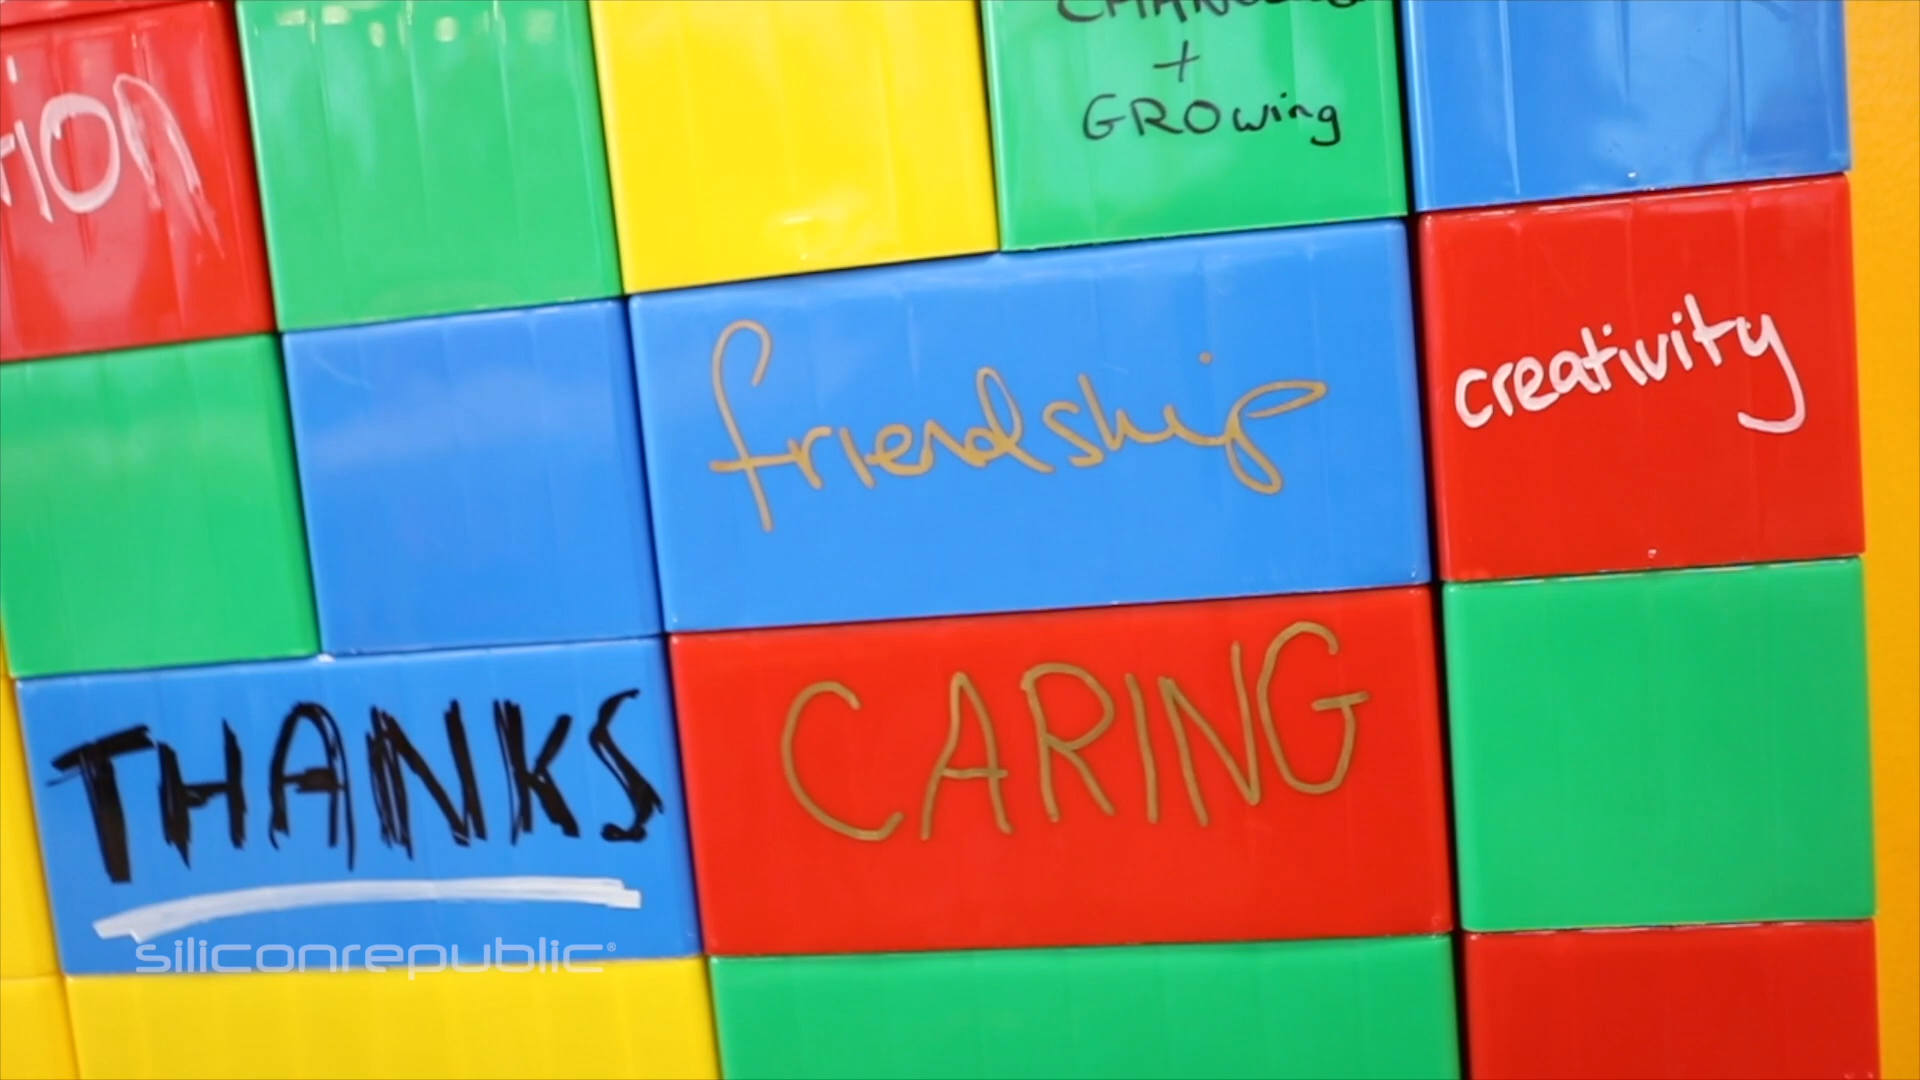 +
GROwing
friendship
creativity
THANKS
CARING
siliconrepublic®